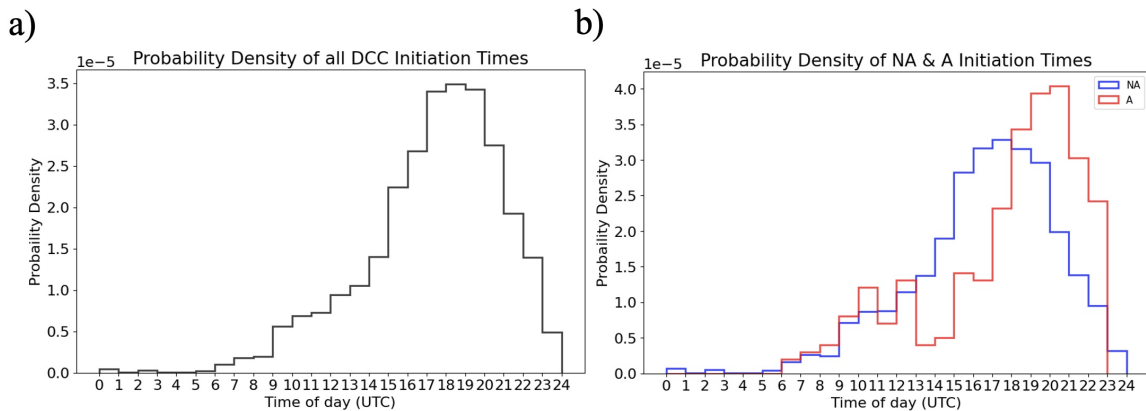 a)
Probability Density of all DCC Initiation Times
1e−5
3.5
3.0
2.5
2.0
1.5
1.0
0.5
0.0
Probaility Density
0 1 2 3 4 5 6 7 8 9 10 11 12 13 14 15 16 17 18 19 20 21 22 23 24
Time of day (UTC)
b)
Probability Density of NA & A Initiation Times
1e−5
NA
A
4.0
3.5
3.0
2.5
2.0
1.5
1.0
0.5
0.0
Probaility Density
0 1 2 3 4 5 6 7 8 9 10 11 12 13 14 15 16 17 18 19 20 21 22 23 24
Time of day (UTC)